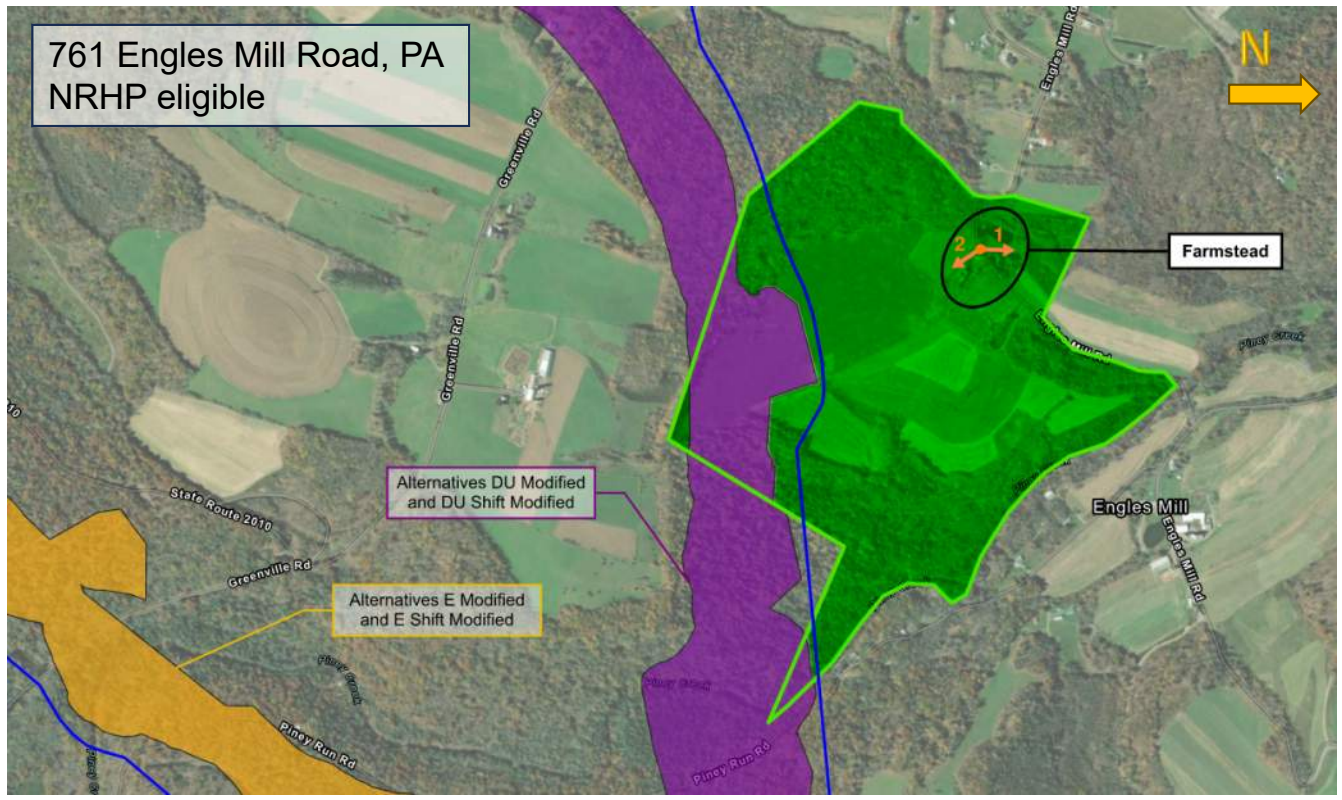 761 Engles Mill Road, PA
NRHP eligible
N
Engles Mill Rd
Greenville Rd
1
2
Farmstead
Engles Mill Rd
Piney Creek
Greenville Rd
Alternatives DU Modified
and DU Shift Modified
State Route 2010
Engles Mill
Engles Mill Rd
Greenville Rd
Alternatives E Modified
and E Shift Modified
Piney Creek
Piney Creek
Piney Run Rd
Piney Run Rd